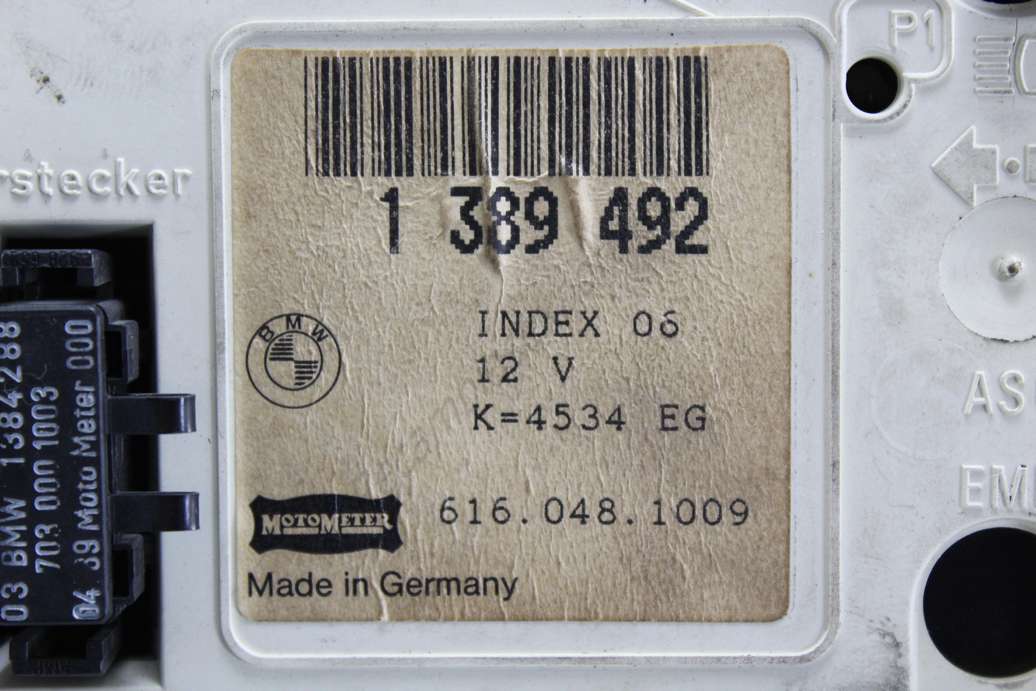 P1
rstecker
1 389 492
BMW
INDEX 06
12 V
K=4534 EG
MOTOMETER
616.048.1009
Made in Germany
03 BMW 1384288
703 000 1003
04 39 Moto Meter 000
AS
EM